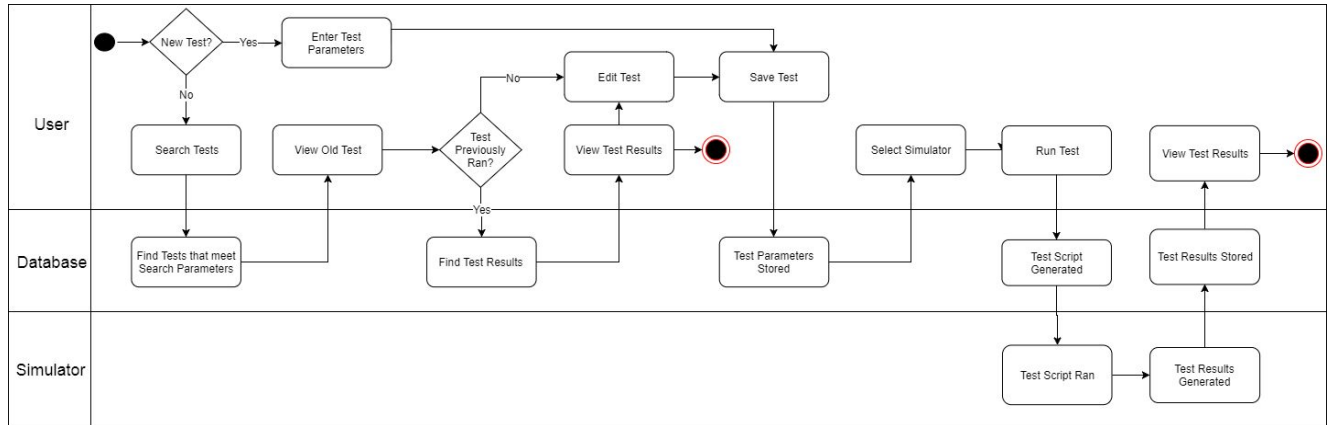 User
New Test?
Yes
Enter Test
Parameters
No
Search Tests
View Old Test
Test
Previously
Ran?
No
Yes
Edit Test
Save Test
View Test Results
Select Simulator
Run Test
View Test Results
Database
Find Tests that meet
Search Parameters
Find Test Results
Test Parameters
Stored
Test Script
Generated
Test Results Stored
Simulator
Test Script Ran
Test Results
Generated